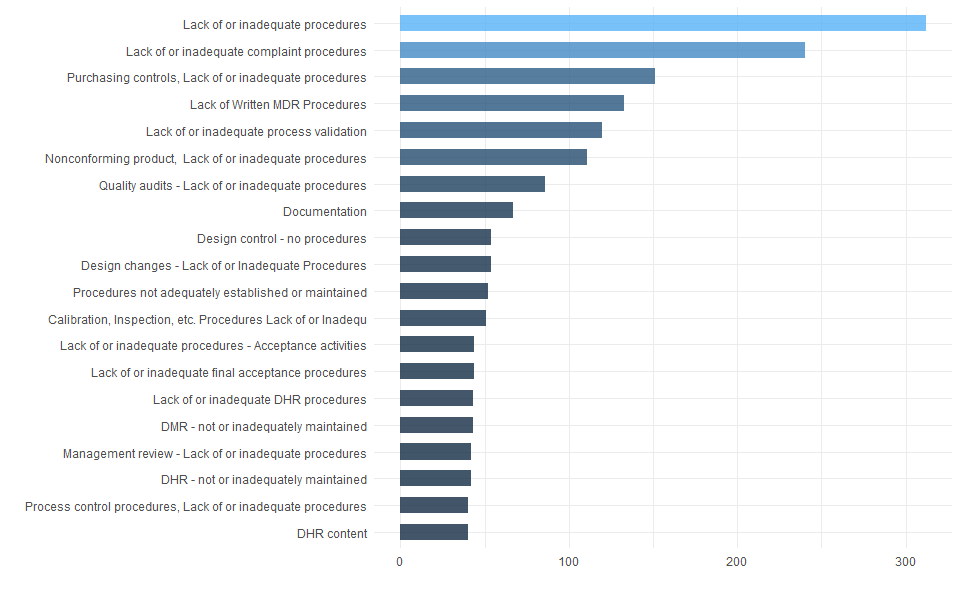 Lack of or inadequate procedures
Lack of or inadequate complaint procedures
Purchasing controls, Lack of or inadequate procedures
Lack of Written MDR Procedures
Lack of or inadequate process validation
Nonconforming product,  Lack of or inadequate procedures
Quality audits - Lack of or inadequate procedures
Documentation
Design control - no procedures
Design changes - Lack of or Inadequate Procedures
Procedures not adequately established or maintained
Calibration, Inspection, etc. Procedures Lack of or Inadequ
Lack of or inadequate procedures - Acceptance activities
Lack of or inadequate final acceptance procedures
Lack of or inadequate DHR procedures
DMR - not or inadequately maintained
Management review - Lack of or inadequate procedures
DHR - not or inadequately maintained
Process control procedures, Lack of or inadequate procedures
DHR content
0 100 200 300